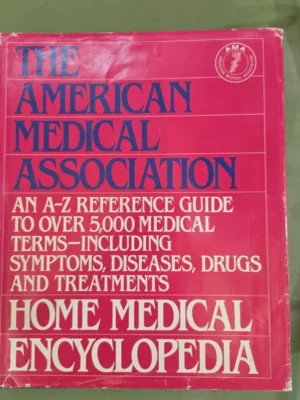 THE
AMA
AMERICAN
MEDICAL
ASSOCIATION
AN A-Z REFERENCE GUIDE
TO OVER 5,000 MEDICAL
TERMS—INCLUDING
SYMPTOMS, DISEASES, DRUGS
AND TREATMENTS
HOME MEDICAL
ENCYCLOPEDIA